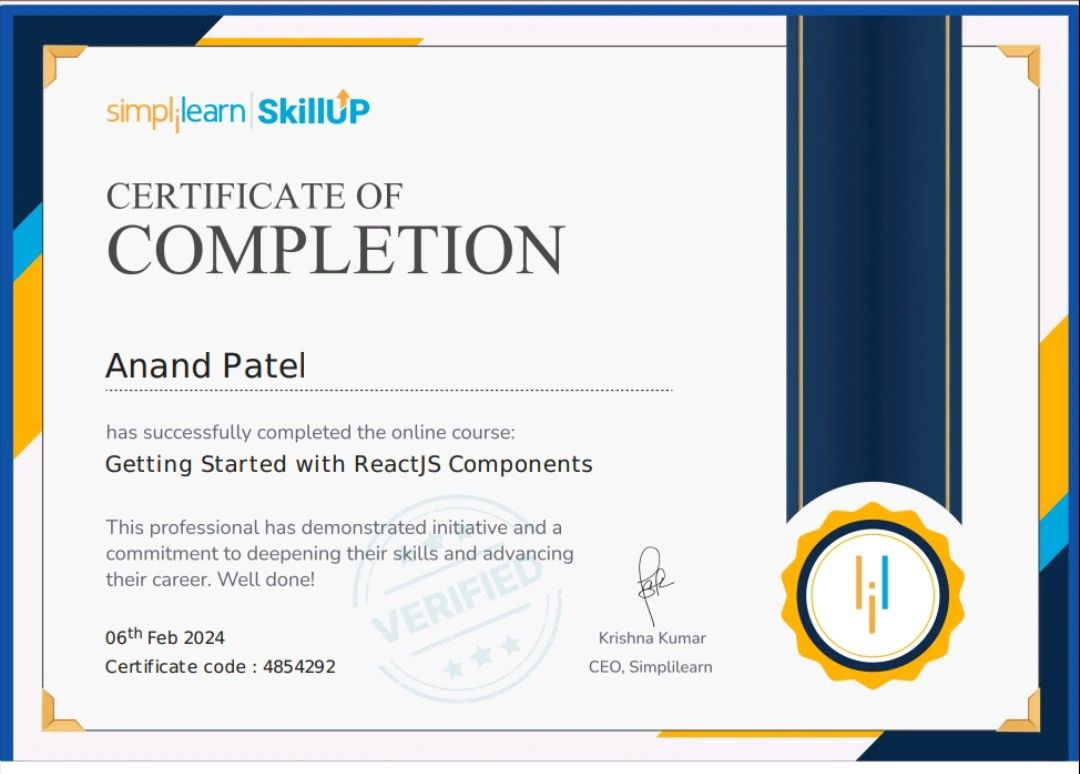 simplilearn | SkillUP
CERTIFICATE OF
COMPLETION
Anand Patel
has successfully completed the online course:
Getting Started with ReactJS Components
This professional has demonstrated initiative and a
commitment to deepening their skills and advancing
their career. Well done!
VERIFIED
06th Feb 2024
Certificate code : 4854292
Krishna Kumar
CEO, Simplilearn